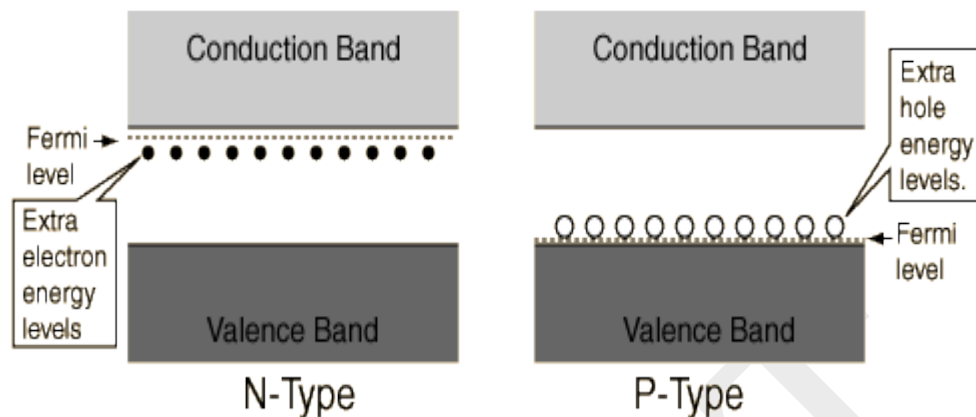 Conduction Band
Fermi
level
Extra
electron
energy
levels
Valence Band
N-Type
Conduction Band
Extra
hole
energy
levels.
Fermi
level
Valence Band
P-Type